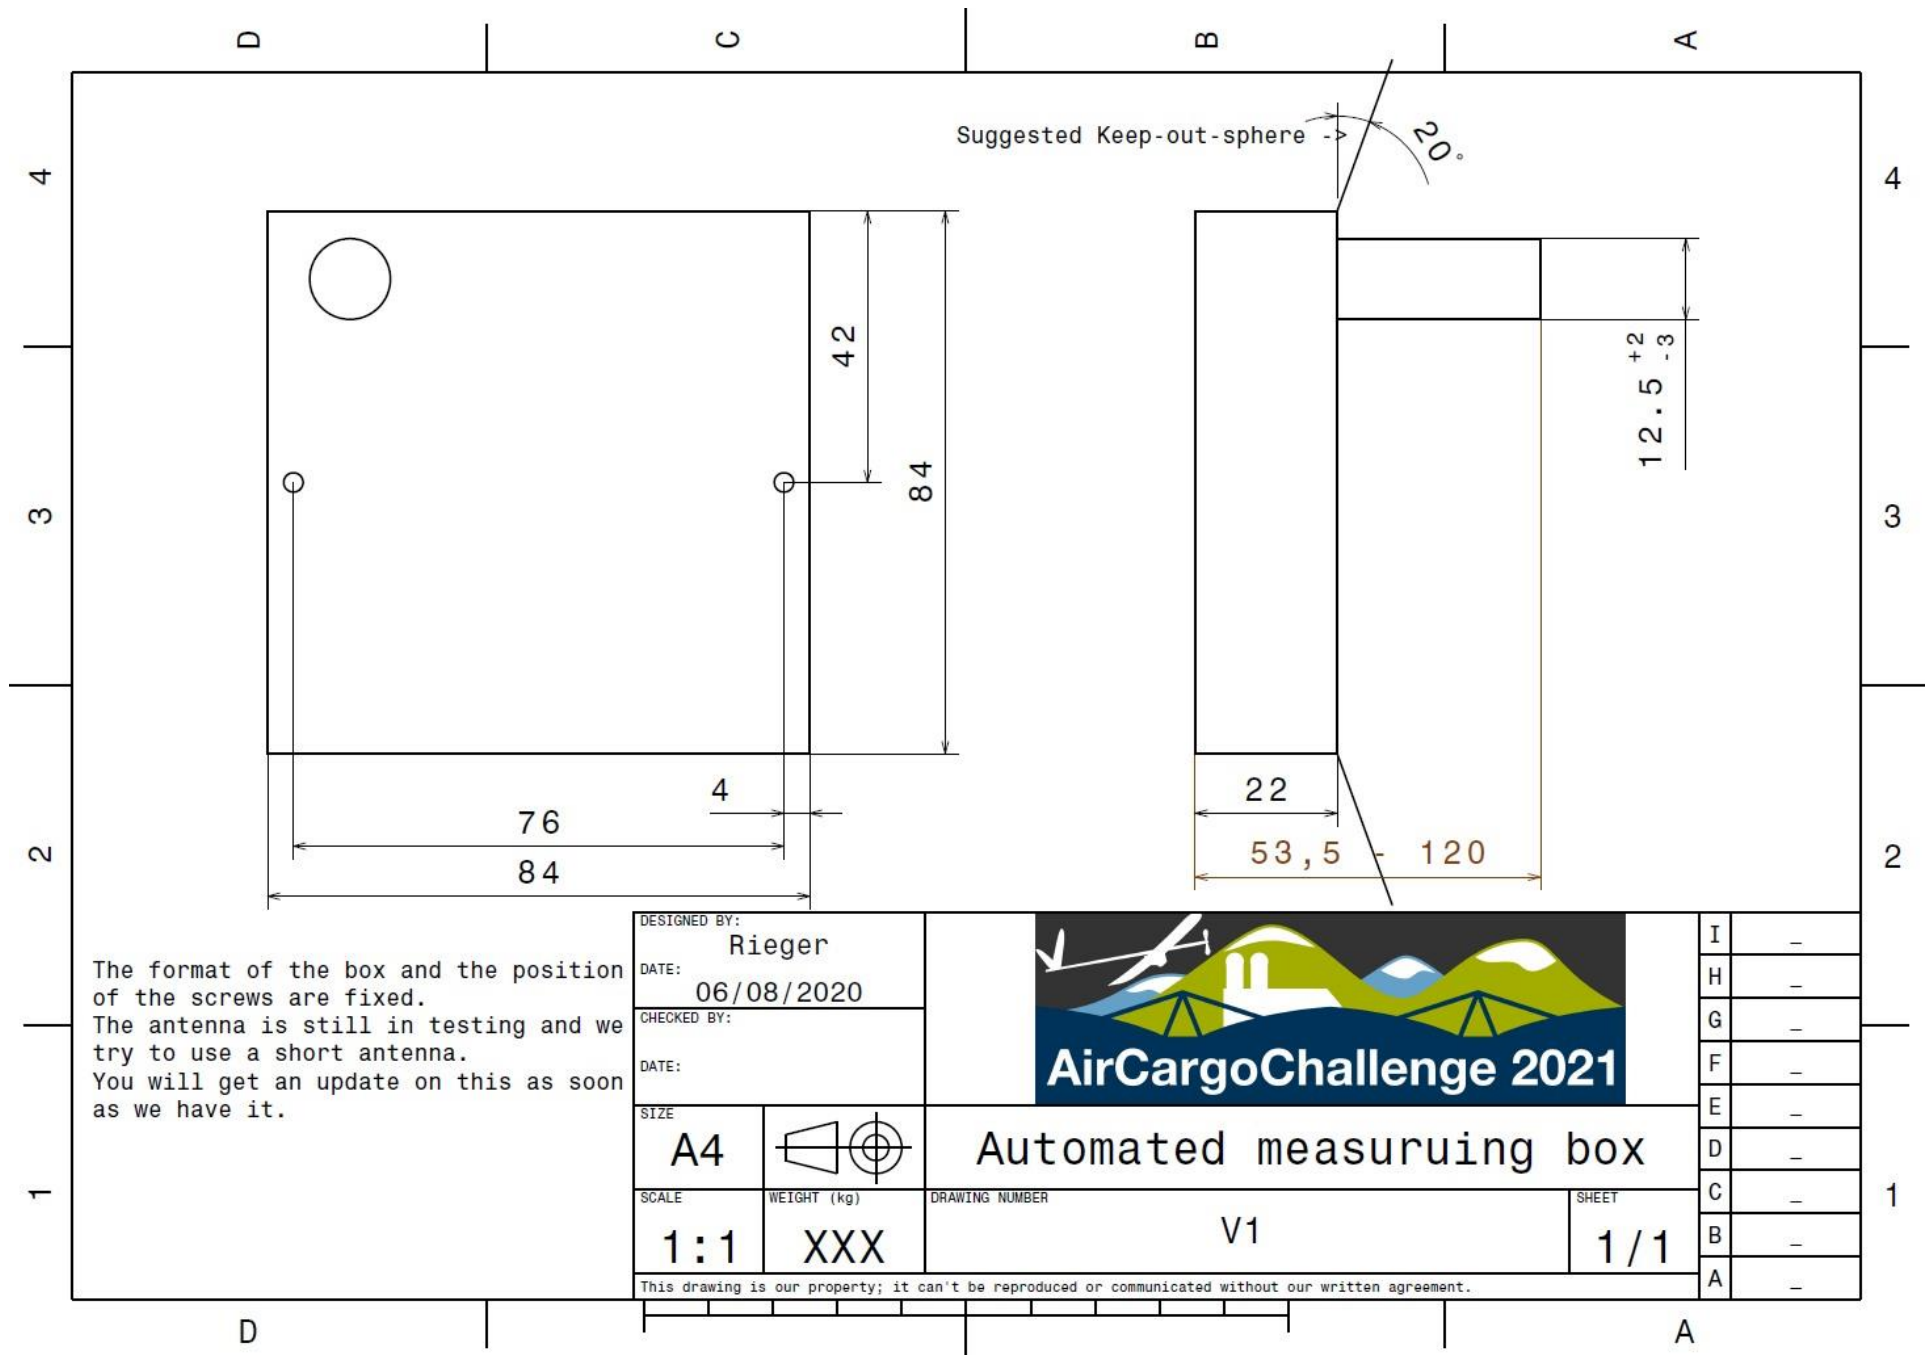 D C B A
Suggested Keep-out-sphere ->
20°
4 4
42
84
12.5 +2 -3
3 3
4
76
84
22
53,5 - 120
2 2
The format of the box and the position
of the screws are fixed.
The antenna is still in testing and we
try to use a short antenna.
You will get an update on this as soon
as we have it.
DESIGNED BY:
Rieger
DATE:
06/08/2020
CHECKED BY:
DATE:
AirCargoChallenge 2021
SIZE
A4
Automated measuruing box
SCALE
1:1
WEIGHT (kg)
XXX
DRAWING NUMBER
V1
SHEET
1/1
This drawing is our property; it can't be reproduced or communicated without our written agreement.
I _
H _
G _
F _
E _
D _
C _
B _
A _
1 1
D A